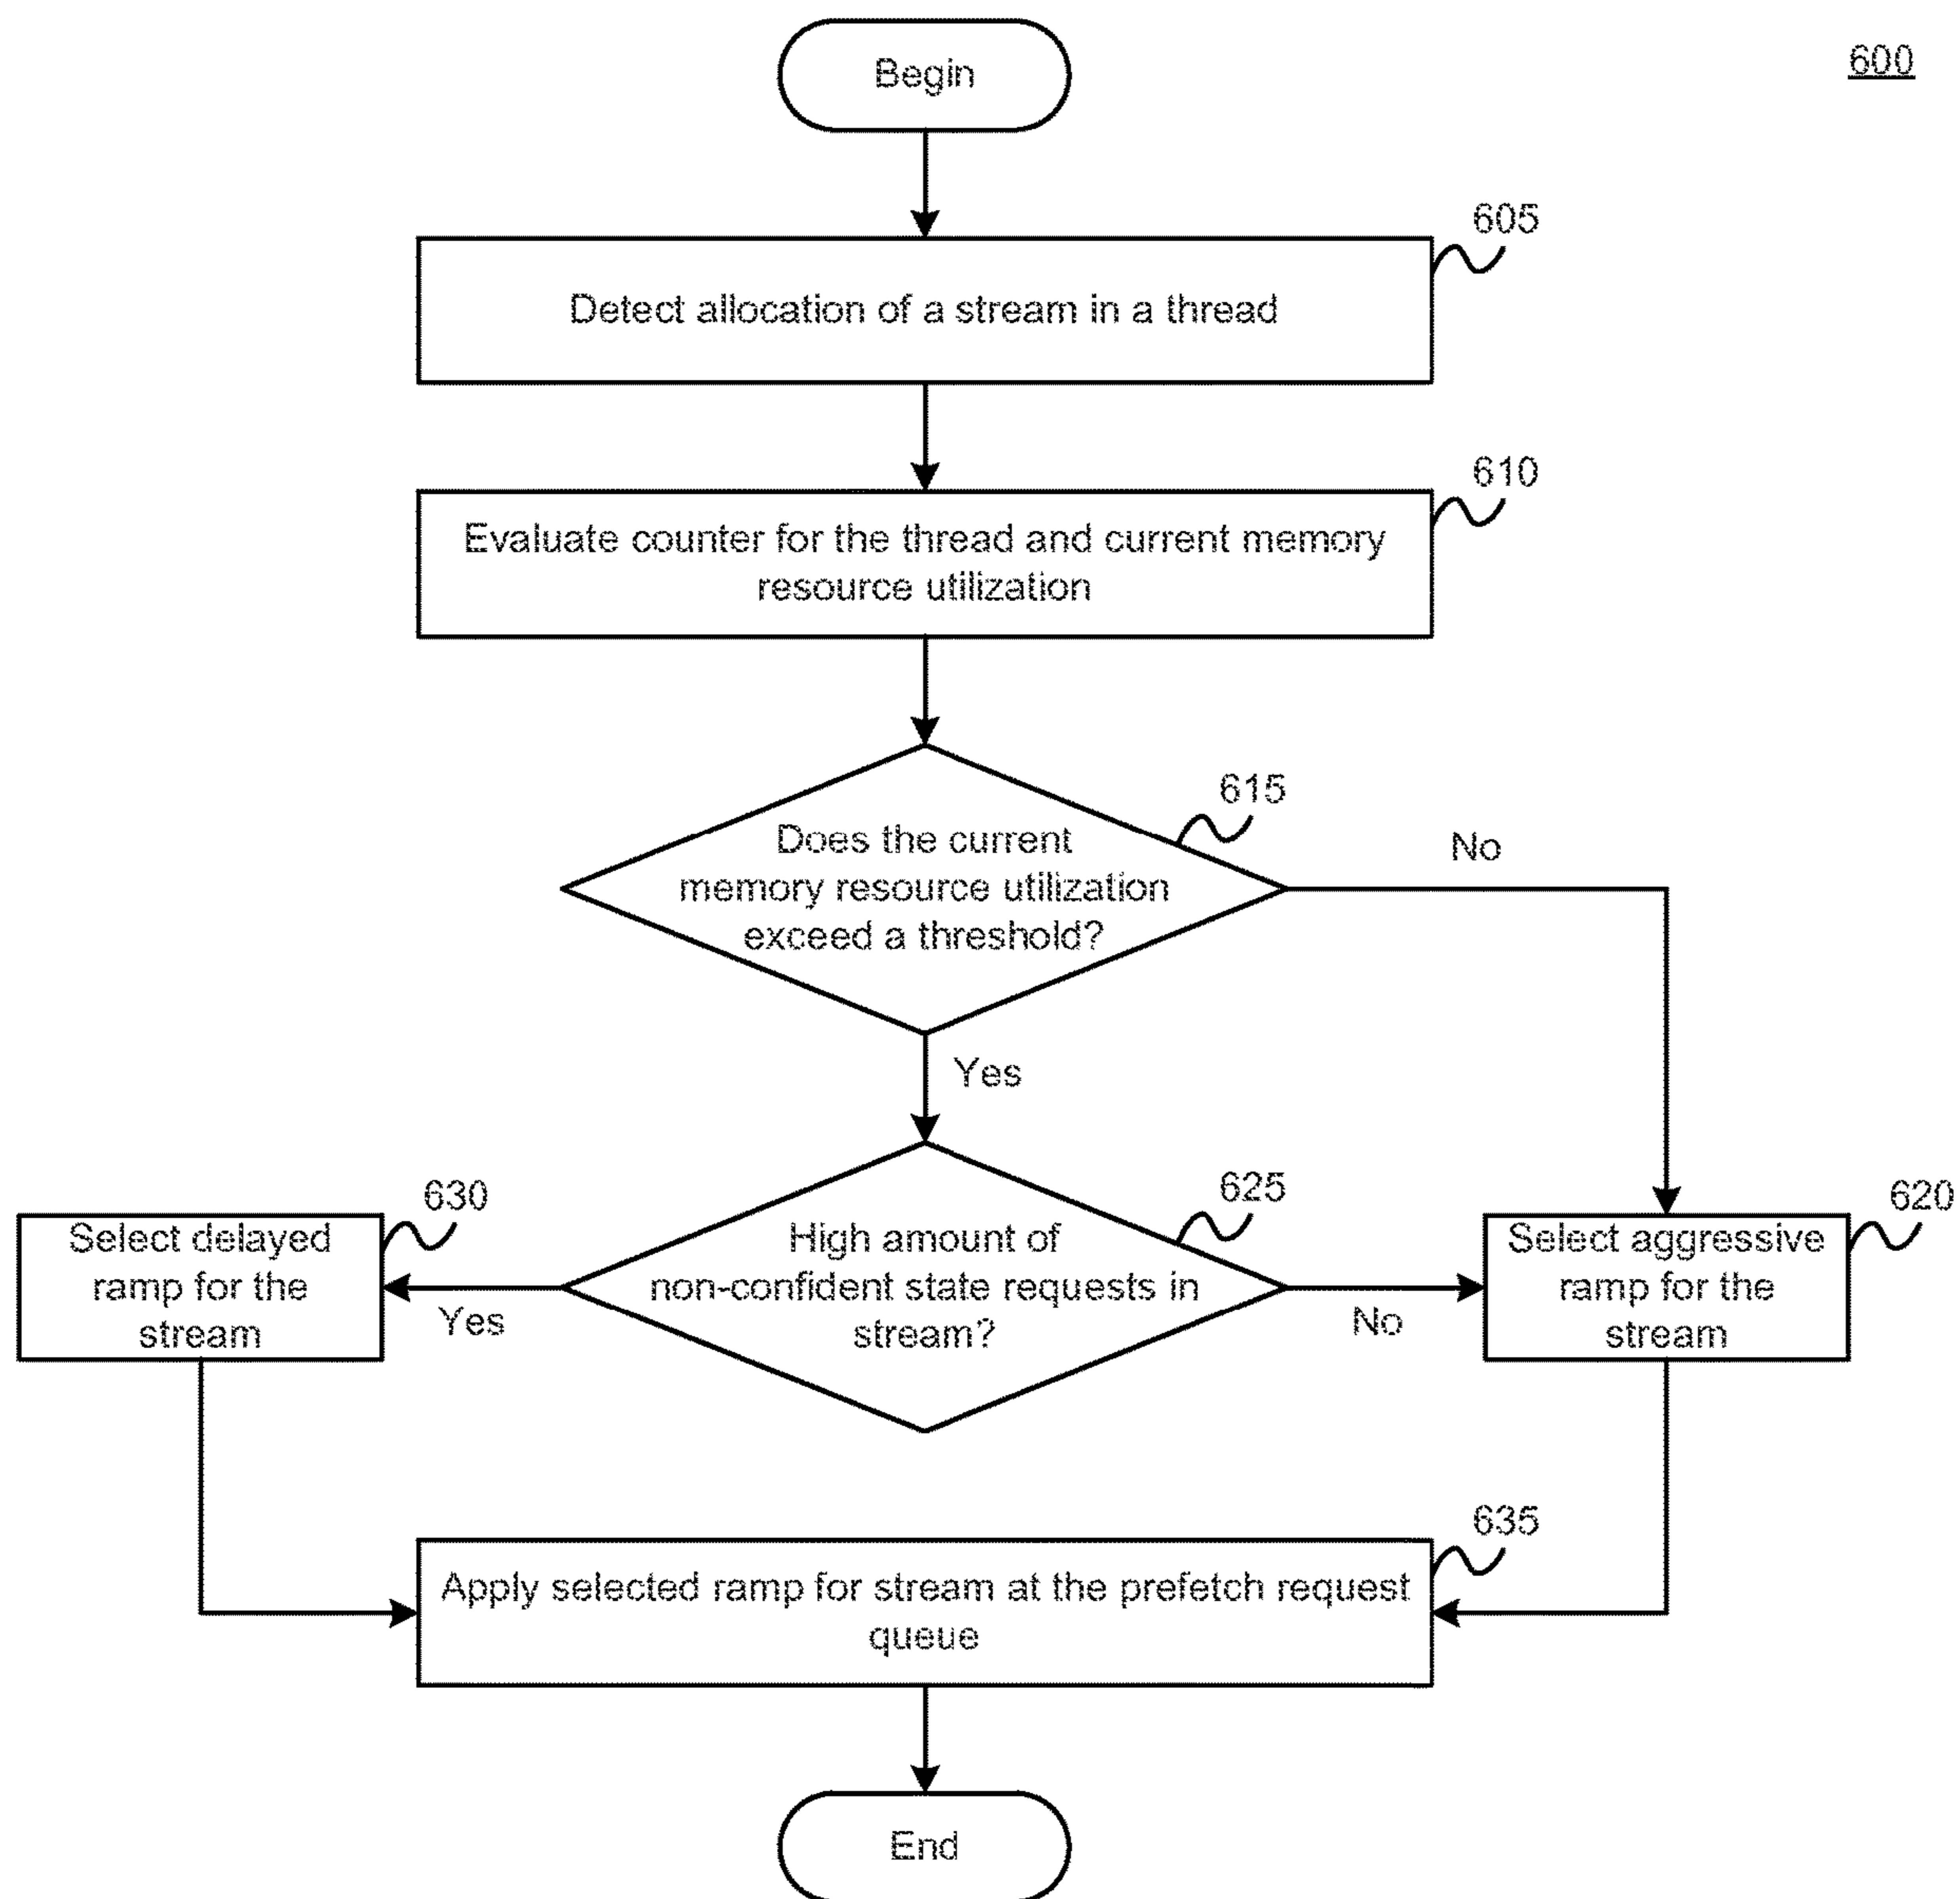 Begin
600
605
Detect allocation of a stream in a thread
610
Evaluate counter for the thread and current memory
resource utilization
615
Does the current
memory resource utilization
exceed a threshold?
No
Yes
630
Select delayed
ramp for the
stream
Yes
625
High amount of
non-confident state requests in
stream?
No
620
Select aggressive
ramp for the
stream
635
Apply selected ramp for stream at the prefetch request
queue
End